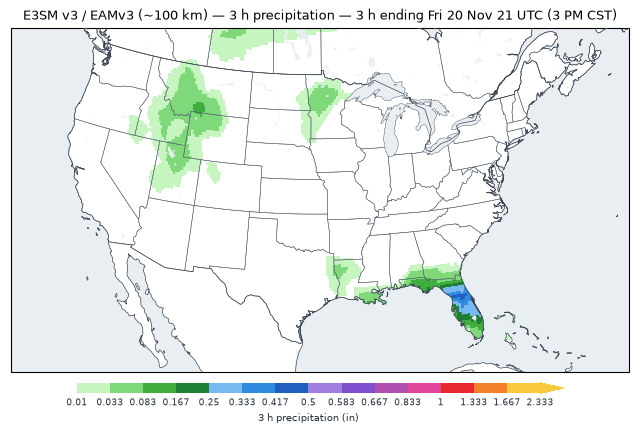 E3SM v3 / EAMv3 (~100 km) — 3 h precipitation — 3 h ending Fri 20 Nov 21 UTC (3 PM CST)
0.01 0.033 0.083 0.167 0.25 0.333 0.417 0.5 0.583 0.667 0.833 1 1.333 1.667 2.333
3 h precipitation (in)